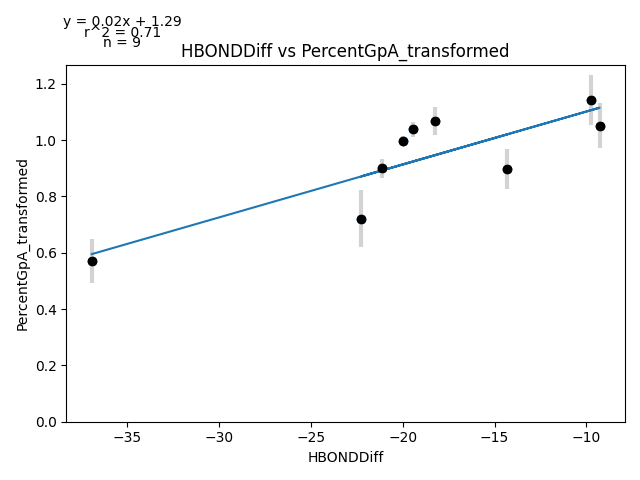 y = 0.02x + 1.29
r^2 = 0.71
n = 9
HBONDDiff vs PercentGpA_transformed
1.2
1.0
0.8
0.6
0.4
0.2
0.0
PercentGpA_transformed
−35 −30 −25 −20 −15 −10
HBONDDiff